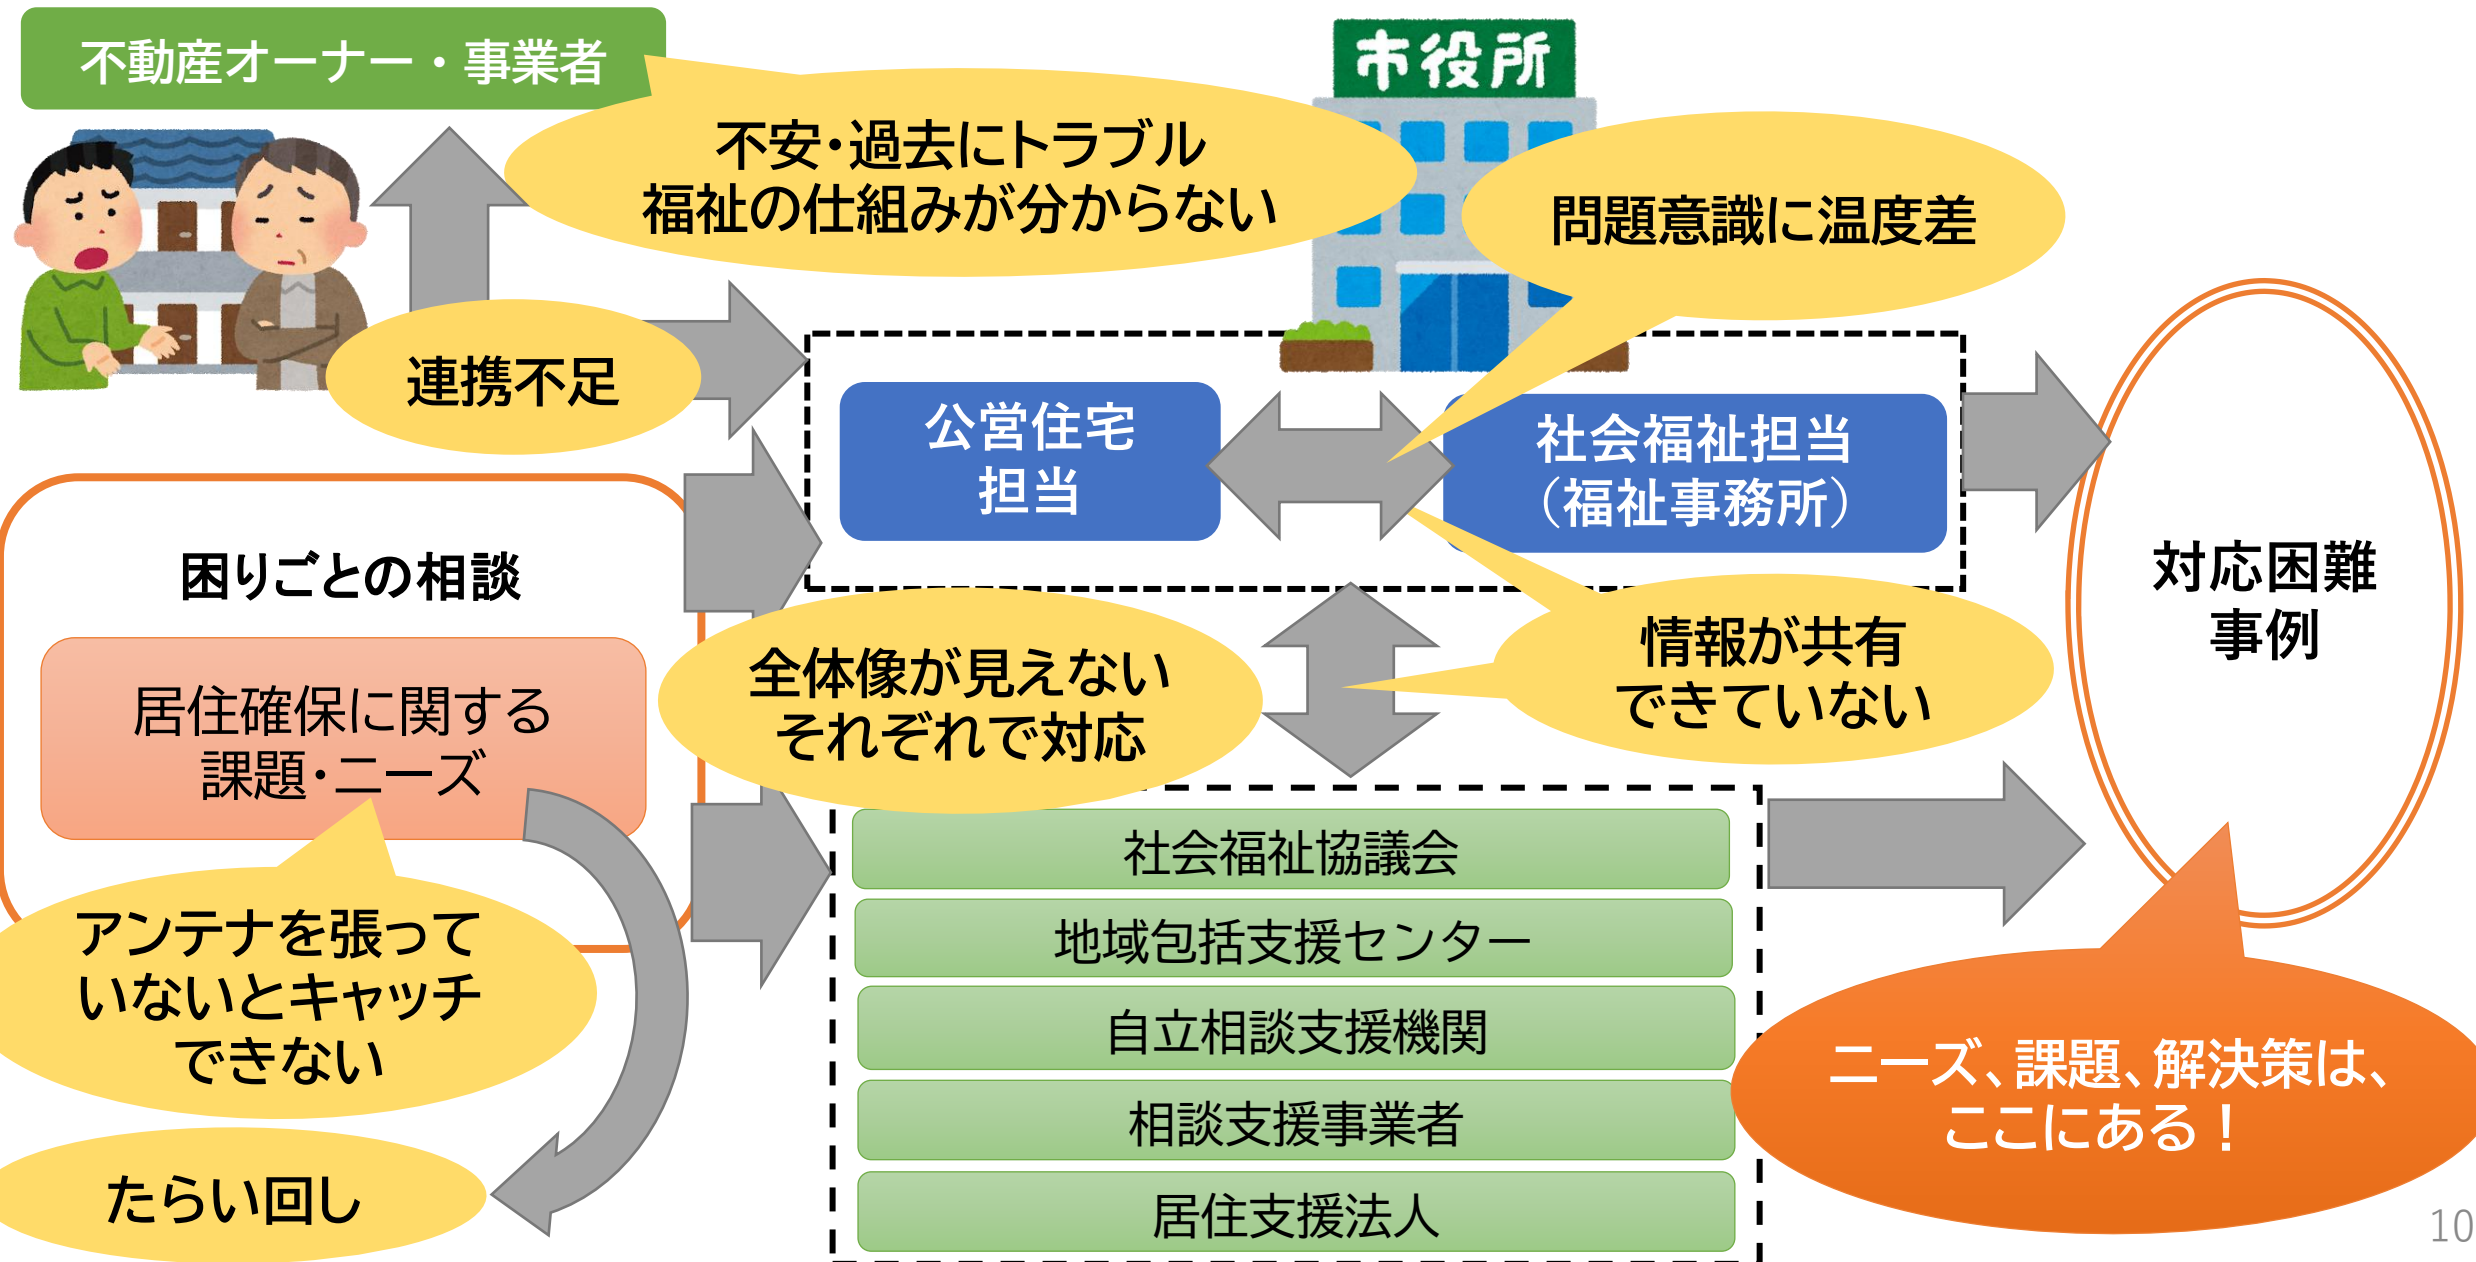 不動産オーナー・事業者
市役所
不安・過去にトラブル
福祉の仕組みが分からない
問題意識に温度差
連携不足
公営住宅
担当
社会福祉担当
（福祉事務所）
困りごとの相談
居住確保に関する
課題・ニーズ
全体像が見えない
それぞれで対応
情報が共有
できていない
対応困難
事例
社会福祉協議会
地域包括支援センター
自立相談支援機関
相談支援事業者
居住支援法人
アンテナを張って
いないとキャッチ
できない
たらい回し
ニーズ、課題、解決策は、
ここにある！
10